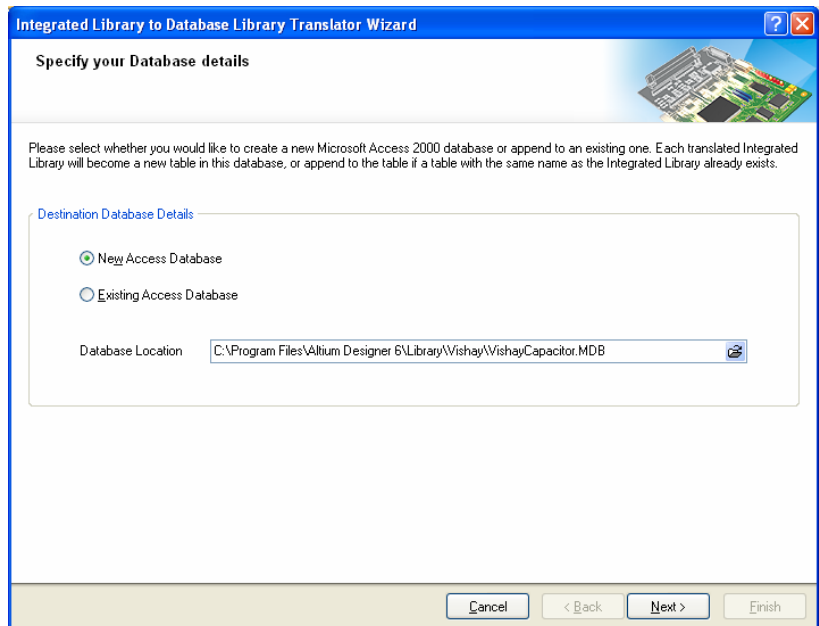 Integrated Library to Database Library Translator Wizard
Specify your Database details
Please select whether you would like to create a new Microsoft Access 2000 database or append to an existing one. Each translated Integrated
Library will become a new table in this database, or append to the table if a table with the same name as the Integrated Library already exists.
Destination Database Details
New Access Database
Existing Access Database
Database Location C:\Program Files\Altium Designer 6\Library\Vishay\VishayCapacitor.MDB
Cancel < Back Next > Finish